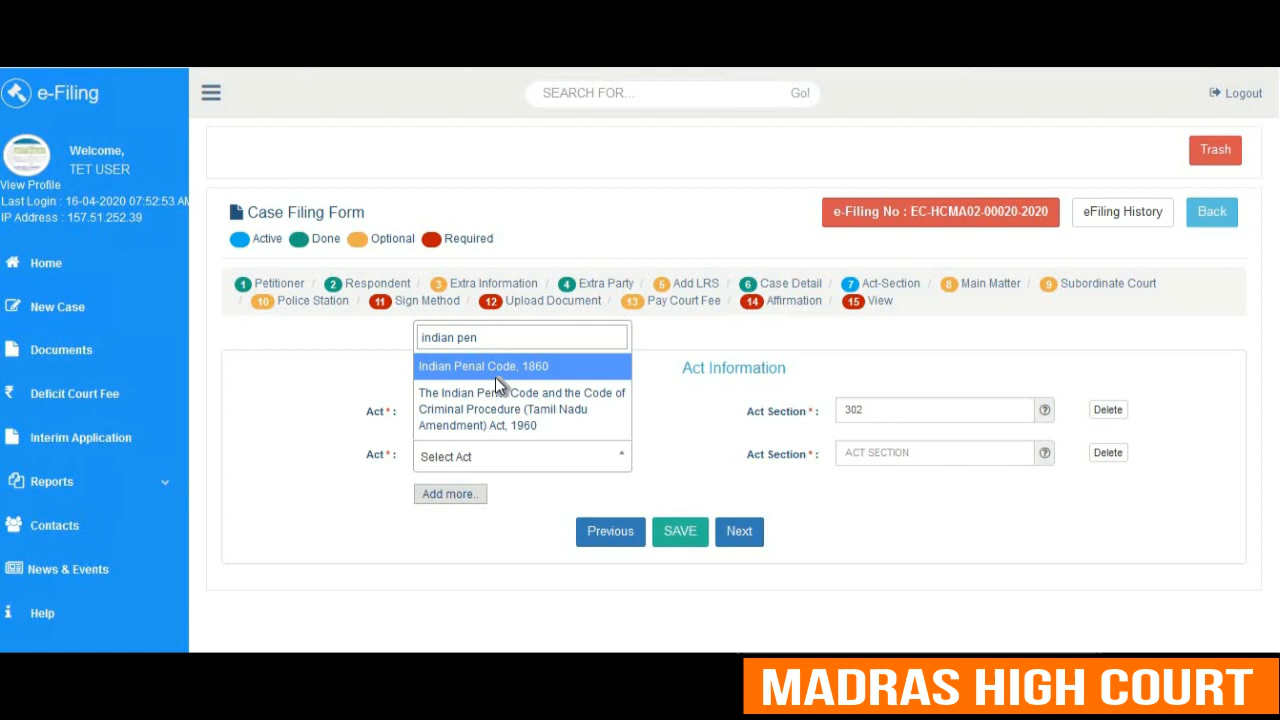 e-Filing
SEARCH FOR...
Go!
Logout
Welcome,
TET USER
View Profile
Last Login : 16-04-2020 07:52:53 AM
IP Address : 157.51.252.39
Home
New Case
Documents
Deficit Court Fee
Interim Application
Reports
Contacts
News & Events
Help
Trash
Case Filing Form
e-Filing No : EC-HCMA02-00020-2020
eFiling History
Back
Active Done Optional Required
1 Petitioner / 2 Respondent / 3 Extra Information / 4 Extra Party / 5 Add LRS / 6 Case Detail / 7 Act-Section / 8 Main Matter / 9 Subordinate Court
/ 10 Police Station / 11 Sign Method / 12 Upload Document / 13 Pay Court Fee / 14 Affirmation / 15 View
indian pen
Indian Penal Code, 1860
The Indian Penal Code and the Code of
Criminal Procedure (Tamil Nadu
Amendment) Act, 1960
Act Information
Act * :
Act Section * : 302 Delete
Act * : Select Act
Act Section * : ACT SECTION Delete
Add more..
Previous SAVE Next
MADRAS HIGH COURT